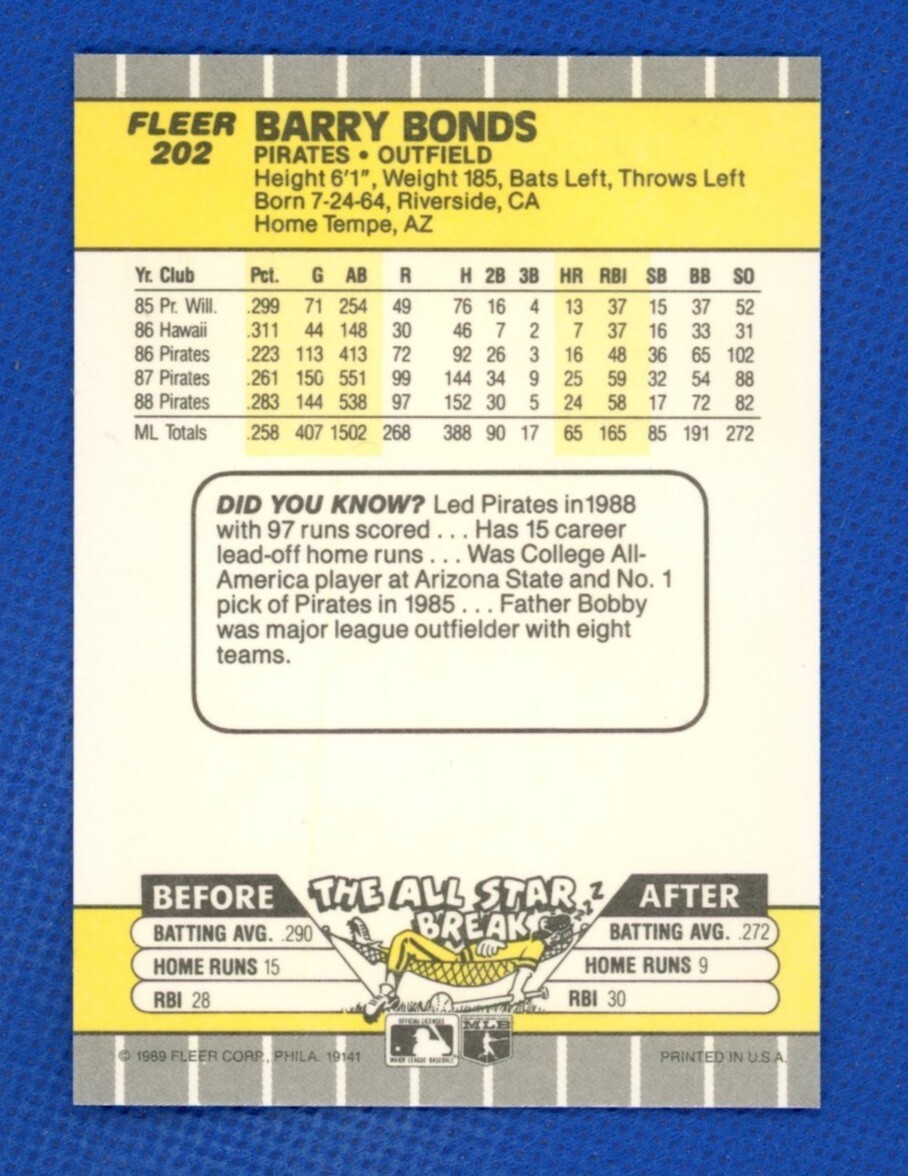 FLEER BARRY BONDS
202 PIRATES • OUTFIELD
Height 6'1", Weight 185, Bats Left, Throws Left
Born 7-24-64, Riverside, CA
Home Tempe, AZ
Yr. Club Pct. G AB R H 2B 3B HR RBI SB BB SO
85 Pr. Will. .299 71 254 49 76 16 4 13 37 15 37 52
86 Hawaii .311 44 148 30 46 7 2 7 37 16 33 31
86 Pirates .223 113 413 72 92 26 3 16 48 36 65 102
87 Pirates .261 150 551 99 144 34 9 25 59 32 54 88
88 Pirates .283 144 538 97 152 30 5 24 58 17 72 82
ML Totals .258 407 1502 268 388 90 17 65 165 85 191 272
DID YOU KNOW? Led Pirates in1988
with 97 runs scored . . . Has 15 career
lead-off home runs . . . Was College All-
America player at Arizona State and No. 1
pick of Pirates in 1985 . . . Father Bobby
was major league outfielder with eight
teams.
BEFORE THE ALL STAR BREAK AFTER
ZZZZ
BATTING AVG. .290 BATTING AVG. .272
HOME RUNS 15 HOME RUNS 9
RBI 28 RBI 30
OFFICIAL LICENSEE
MAJOR LEAGUE BASEBALL
MLB
© 1989 FLEER CORP., PHILA. 19141 PRINTED IN U.S.A.